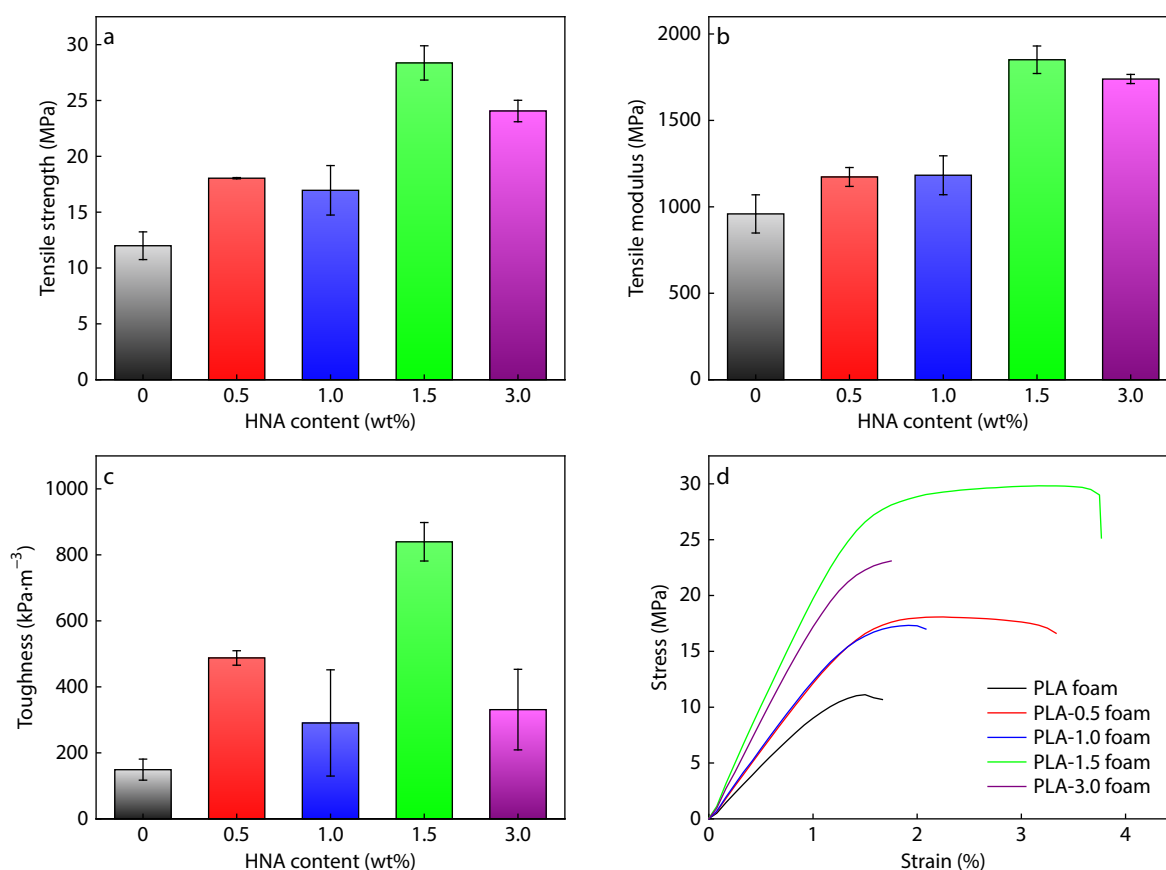 a
Tensile strength (MPa)
30
25
20
15
10
5
0
0 0.5 1.0 1.5 3.0
HNA content (wt%)
b
Tensile modulus (MPa)
2000
1500
1000
500
0
0 0.5 1.0 1.5 3.0
HNA content (wt%)
c
Toughness (kPa·m⁻³)
1000
800
600
400
200
0
0 0.5 1.0 1.5 3.0
HNA content (wt%)
d
Stress (MPa)
30
25
20
15
10
5
0
PLA foam
PLA-0.5 foam
PLA-1.0 foam
PLA-1.5 foam
PLA-3.0 foam
0 1 2 3 4
Strain (%)